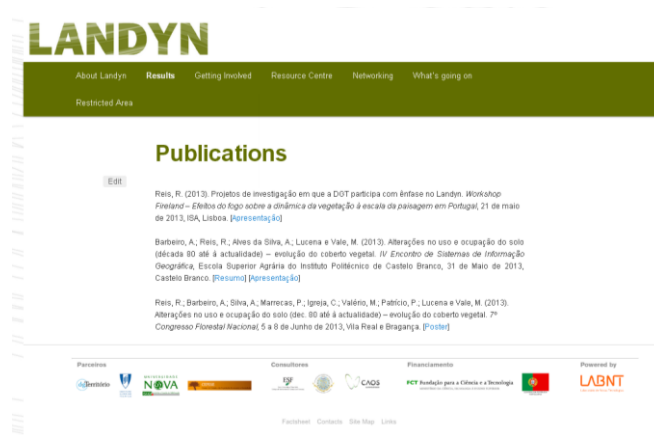 LANDYN
About Landyn Results Getting Involved Resource Centre Networking What's going on
Restricted Area
Publications
Edit
Reis, R. (2013). Projetos de investigação em que a DGT participa com ênfase no Landyn. Workshop
Fireland – Efeitos do fogo sobre a dinâmica da vegetação à escala da paisagem em Portugal, 21 de maio
de 2013, ISA, Lisboa. [Apresentação]
Barbeiro, A.; Reis, R.; Alves da Silva, A.; Lucena e Vale, M. (2013). Alterações no uso e ocupação do solo
(década 80 até á actualidade) – evolução do coberto vegetal. IV Encontro de Sistemas de Informação
Geográfica, Escola Superior Agrária do Instituto Politécnico de Castelo Branco, 31 de Maio de 2013,
Castelo Branco. [Resumo] [Apresentação]
Reis, R.; Barbeiro, A.; Silva, A.; Marrecas, P.; Igreja, C.; Valério, M.; Patrício, P.; Lucena e Vale, M. (2013).
Alterações no uso e ocupação do solo (dec. 80 até à actualidade) – evolução do coberto vegetal. 7º
Congresso Florestal Nacional, 5 a 8 de Junho de 2013, Vila Real e Bragança. [Poster]
Parceiros Consultores Financiamento Powered by
dgTerritório NOVA ESF CAOS FCT Fundação para a Ciência e a Tecnologia LABNT
Factsheet Contacts Site Map Links